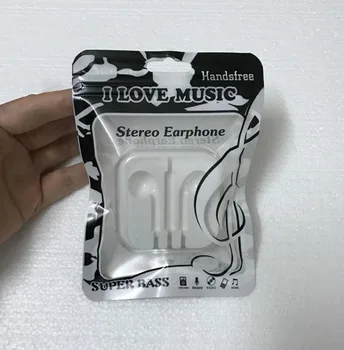 Handsfree
I LOVE MUSIC
Stereo Earphone
SUPER BASS